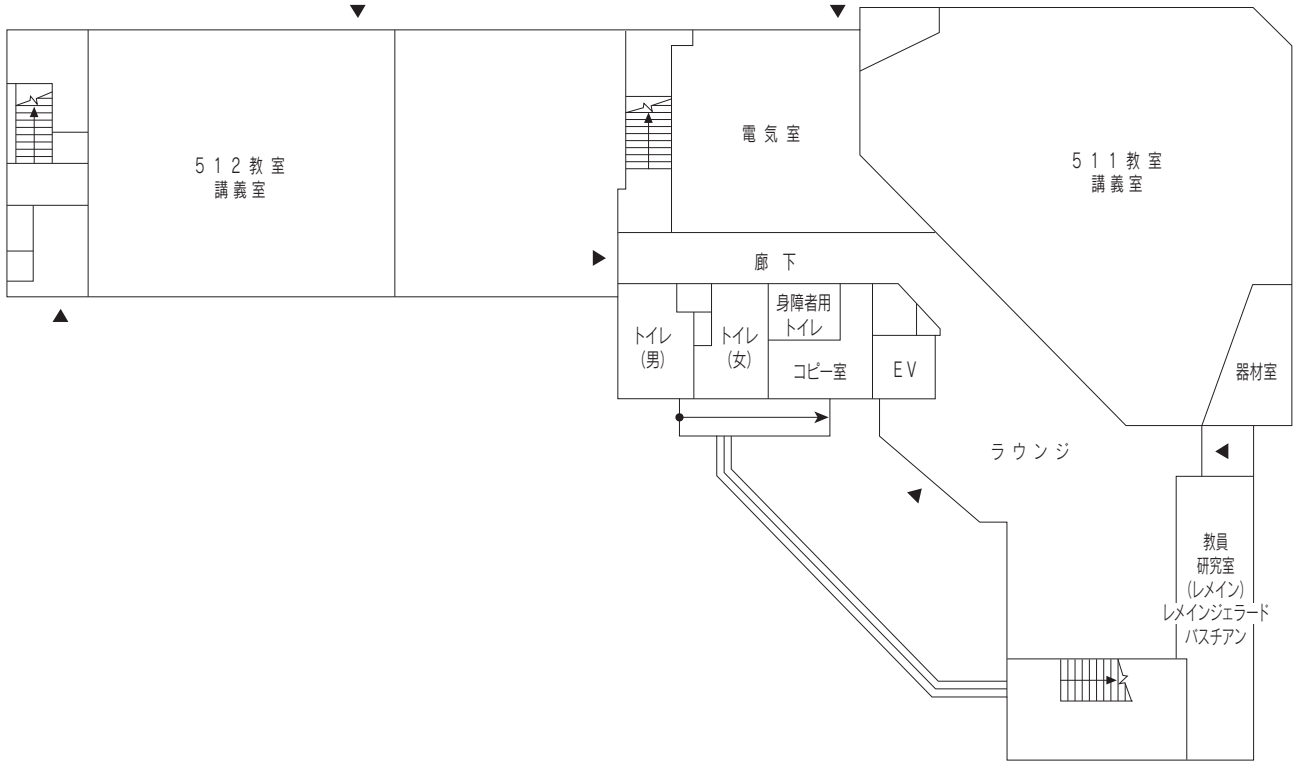 ５１２教室
講義室
電気室
５１１教室
講義室
廊下
トイレ
(男)
トイレ
(女)
身障者用
トイレ
コピー室
ＥＶ
器材室
ラウンジ
教員
研究室
(レメイン)
レメインジェラード
バスチアン